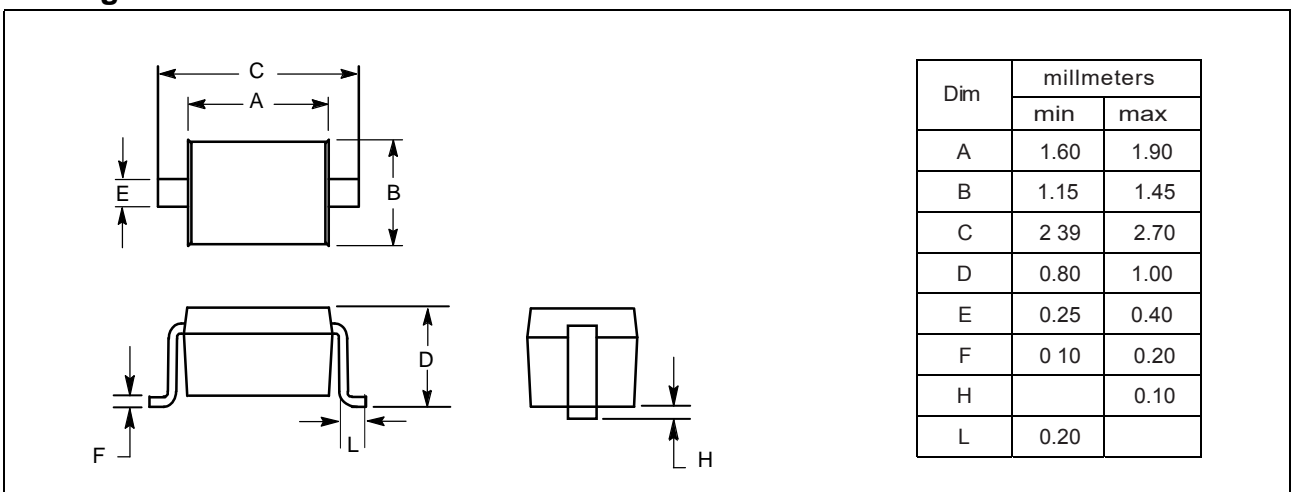 C
A
E
B
D
F
L
H
Dim millmeters
min max
A 1.60 1.90
B 1.15 1.45
C 2 39 2.70
D 0.80 1.00
E 0.25 0.40
F 0 10 0.20
H 0.10
L 0.20